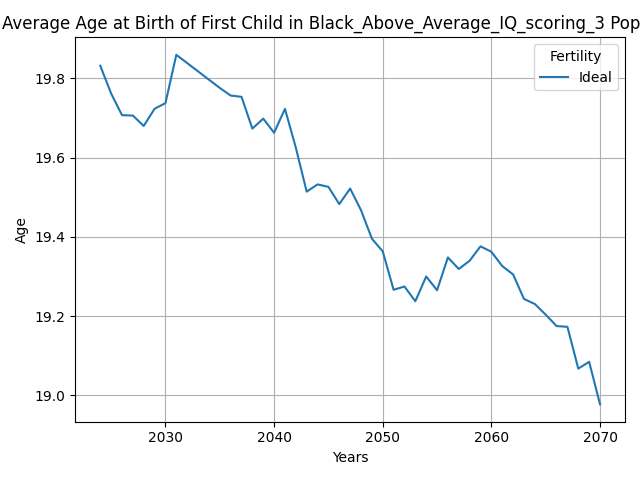 Average Age at Birth of First Child in Black_Above_Average_IQ_scoring_3 Pop
Fertility
Ideal
19.8
19.6
19.4
19.2
19.0
Age
2030 2040 2050 2060 2070
Years